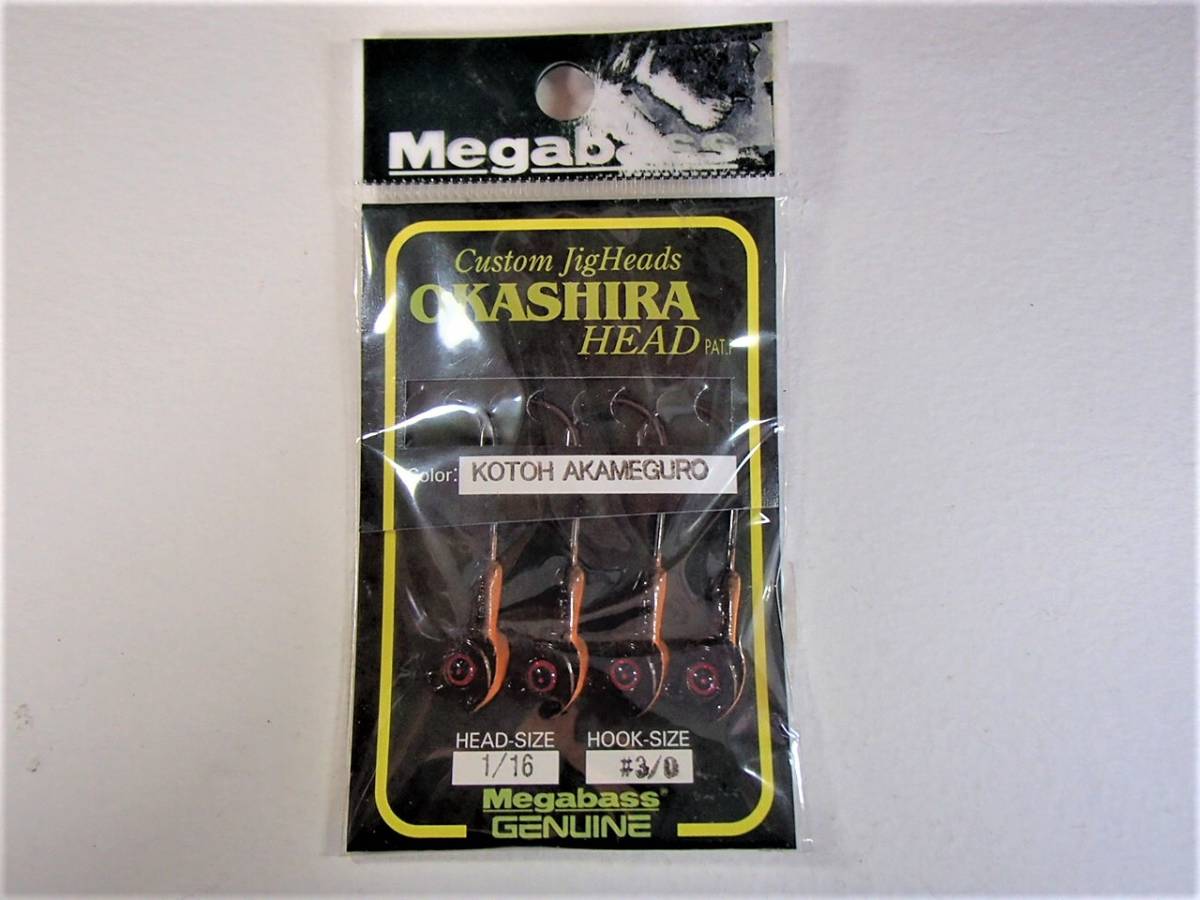 Megabass
Custom JigHeads
OKASHIRA
HEAD PAT.P
Color: KOTOH AKAMEGURO
HEAD-SIZE HOOK-SIZE
1/16 #3/0
Megabass®
GENUINE